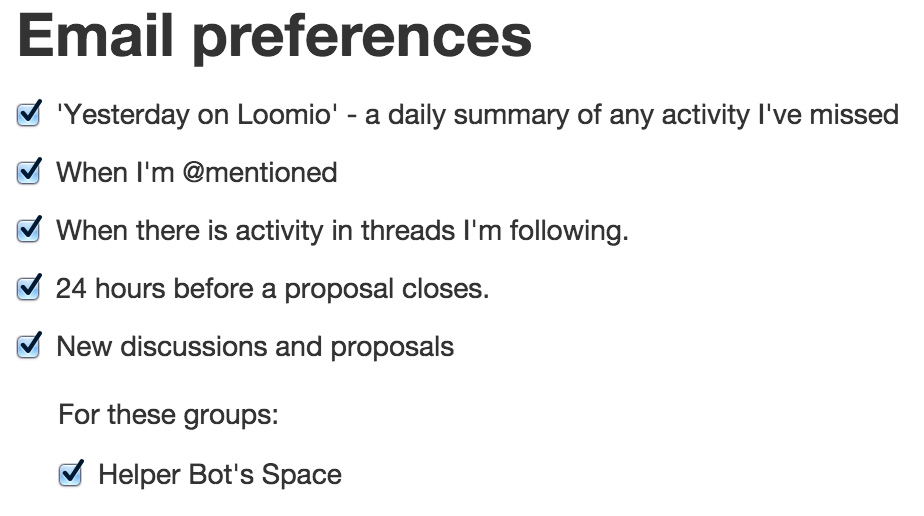 Email preferences
'Yesterday on Loomio' - a daily summary of any activity I've missed
When I'm @mentioned
When there is activity in threads I'm following.
24 hours before a proposal closes.
New discussions and proposals
For these groups:
Helper Bot's Space